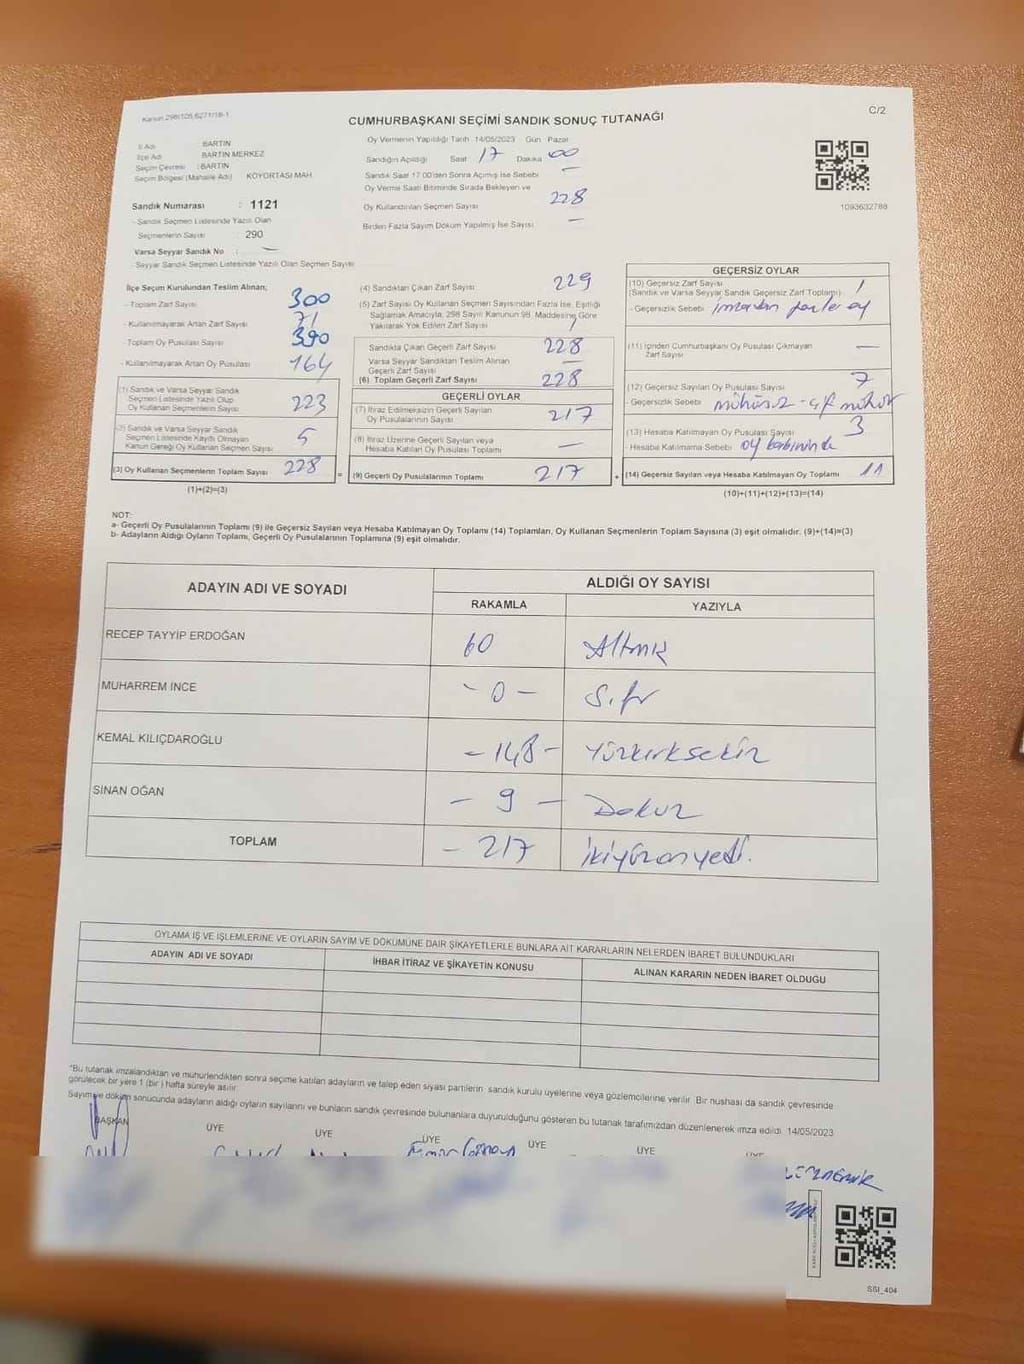 Kanun 298/105,6271/18-1
C/2
CUMHURBAŞKANI SEÇİMİ SANDIK SONUÇ TUTANAĞI
İl Adı : BARTIN
İlçe Adı : BARTIN MERKEZ
Seçim Çevresi : BARTIN
Seçim Bölgesi (Mahalle Adı) : KÖYORTASI MAH.
Sandık Numarası : 1121
- Sandık Seçmen Listesinde Yazılı Olan
Seçmenlerin Sayısı : 290
Varsa Seyyar Sandık No : —
- Seyyar Sandık Seçmen Listesinde Yazılı Olan Seçmen Sayısı
Oy Vermenin Yapıldığı Tarih 14/05/2023 Gün Pazar
Sandığın Açıldığı Saat 17 Dakika 00
Sandık Saat 17:00'den Sonra Açılmış İse Sebebi —
Oy Verme Saati Bitiminde Sırada Bekleyen ve
Oy Kullandırılan Seçmen Sayısı 228
Birden Fazla Sayım Döküm Yapılmış İse Sayısı —
1093632788
İlçe Seçim Kurulundan Teslim Alınan;
- Toplam Zarf Sayısı 300
- Kullanılmayarak Artan Zarf Sayısı 71
- Toplam Oy Pusulası Sayısı 390
- Kullanılmayarak Artan Oy Pusulası 164
(1) Sandık ve Varsa Seyyar Sandık
Seçmen Listesinde Yazılı Olup
Oy Kullanan Seçmenlerin Sayısı 223
(2) Sandık ve Varsa Seyyar Sandık
Seçmen Listesinde Kaydı Olmayan
Kanun Gereği Oy Kullanan Seçmen Sayısı 5
(3) Oy Kullanan Seçmenlerin Toplam Sayısı 228 =
(1)+(2)=(3)
(4) Sandıktan Çıkan Zarf Sayısı 229
(5) Zarf Sayısı Oy Kullanan Seçmen Sayısından Fazla İse, Eşitliği
Sağlamak Amacıyla, 298 Sayılı Kanunun 98. Maddesine Göre
Yakılarak Yok Edilen Zarf Sayısı 1
Sandıkta Çıkan Geçerli Zarf Sayısı 228
Varsa Seyyar Sandıktan Teslim Alınan
Geçerli Zarf Sayısı —
(6) Toplam Geçerli Zarf Sayısı 228
GEÇERLİ OYLAR
(7) İtiraz Edilmeksizin Geçerli Sayılan
Oy Pusulasının Sayısı 217
(8) İtiraz Üzerine Geçerli Sayılan veya
Hesaba Katılan Oy Pusulası Toplamı —
(9) Geçerli Oy Pusulalarının Toplamı 217 +
GEÇERSİZ OYLAR
(10) Geçersiz Zarf Sayısı
(Sandık ve Varsa Seyyar Sandık Geçersiz Zarf Toplamı) 1
- Geçersizlik Sebebi imzadan fazla oy
(11) İçinden Cumhurbaşkanı Oy Pusulası Çıkmayan
Zarf Sayısı —
(12) Geçersiz Sayılan Oy Pusulası Sayısı 7
- Geçersizlik Sebebi mühürsüz - çift mühür
(13) Hesaba Katılmayan Oy Pusulası Sayısı 3
- Hesaba Katılmama Sebebi oy kabininde
(14) Geçersiz Sayılan veya Hesaba Katılmayan Oy Toplamı 11
(10)+(11)+(12)+(13)=(14)
NOT:
a- Geçerli Oy Pusulalarının Toplamı (9) ile Geçersiz Sayılan veya Hesaba Katılmayan Oy Toplamı (14) Toplamları, Oy Kullanan Seçmenlerin Toplam Sayısına (3) eşit olmalıdır. (9)+(14)=(3)
b- Adayların Aldığı Oyların Toplamı, Geçerli Oy Pusulalarının Toplamına (9) eşit olmalıdır.
ADAYIN ADI VE SOYADI
ALDIĞI OY SAYISI
RAKAMLA YAZIYLA
RECEP TAYYİP ERDOĞAN 60 Altmık
MUHARREM İNCE - 0 - Sıfır
KEMAL KILIÇDAROĞLU - 148 - Yüzkırksekiz
SİNAN OĞAN - 9 - Dokuz
TOPLAM - 217 İkiyüzonyedi.
OYLAMA İŞ VE İŞLEMLERİNE VE OYLARIN SAYIM VE DÖKÜMÜNE DAİR ŞİKAYETLERLE BUNLARA AİT KARARLARIN NELERDEN İBARET BULUNDUKLARI
ADAYIN ADI VE SOYADI İHBAR İTİRAZ VE ŞİKAYETİN KONUSU ALINAN KARARIN NEDEN İBARET OLDUĞU
*Bu tutanak imzalandıktan ve mühürlendikten sonra seçime katılan adayların ve talep eden siyasi partilerin sandık kurulu üyelerine veya gözlemcilerine verilir. Bir nüshası da sandık çevresinde
görülecek bir yere 1 (bir) hafta süreyle asılır.
Sayım ve döküm sonucunda adayların aldığı oyların sayılarını ve bunların sandık çevresinde bulunanlara duyurulduğunu gösteren bu tutanak tarafımızdan düzenlenerek imza edildi. 14/05/2023
BAŞKAN ÜYE ÜYE ÜYE ÜYE ÜYE ÜYE
SSI_404